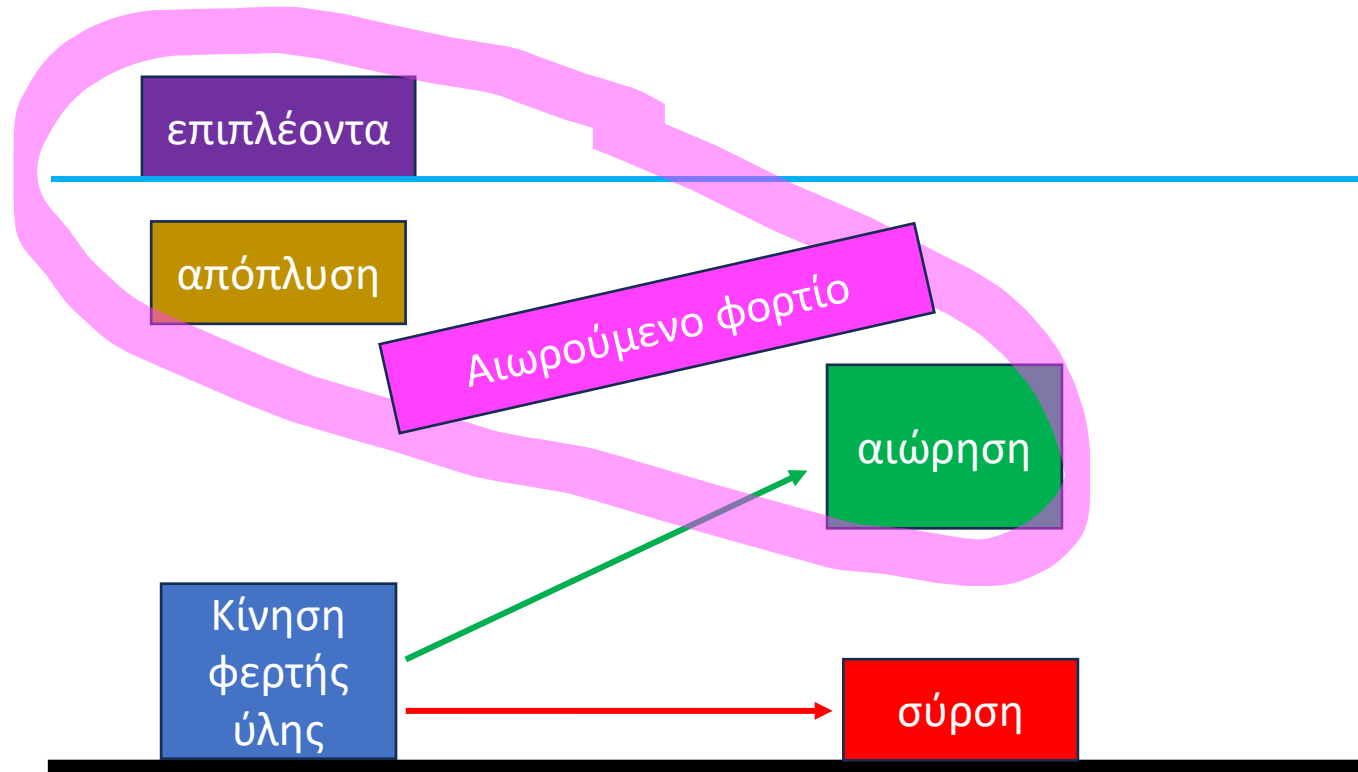 επιπλέοντα
απόπλυση
Αιωρούμενο φορτίο
αιώρηση
Κίνηση
φερτής
ύλης
σύρση